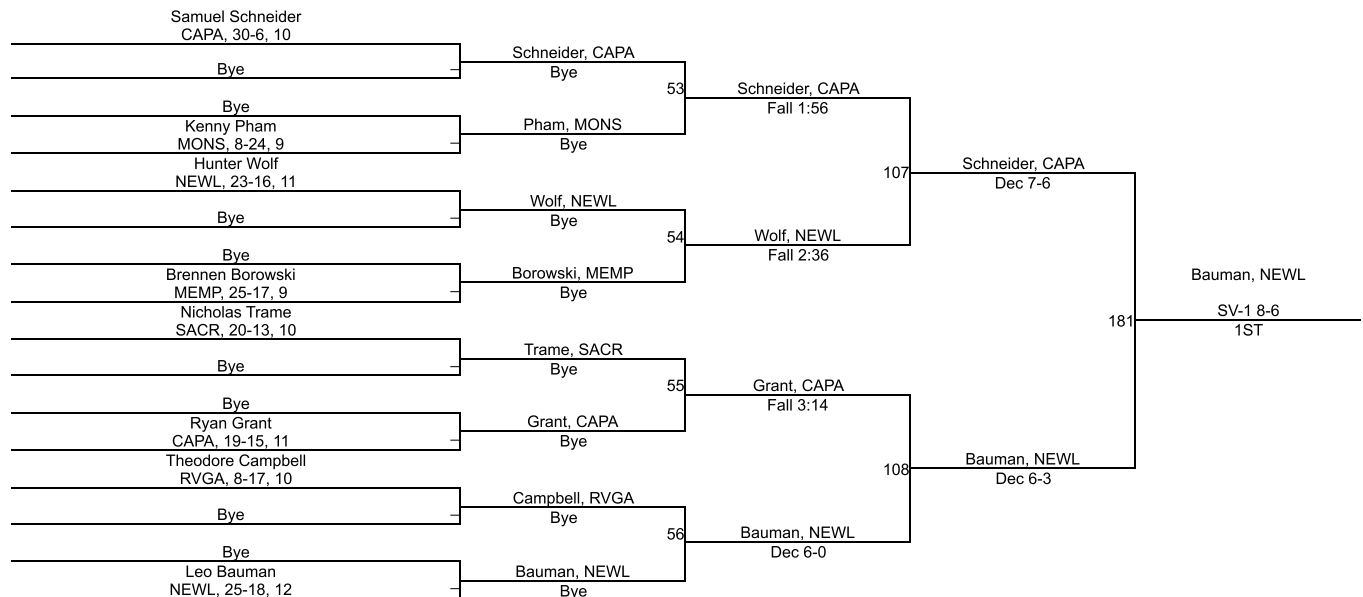 Samuel Schneider
CAPA, 30-6, 10
Bye
Bye
Kenny Pham
MONS, 8-24, 9
Hunter Wolf
NEWL, 23-16, 11
Bye
Bye
Brennen Borowski
MEMP, 25-17, 9
Nicholas Trame
SACR, 20-13, 10
Bye
Bye
Ryan Grant
CAPA, 19-15, 11
Theodore Campbell
RVGA, 8-17, 10
Bye
Bye
Leo Bauman
NEWL, 25-18, 12
Schneider, CAPA
Bye
53
Pham, MONS
Bye
Wolf, NEWL
Bye
54
Borowski, MEMP
Bye
Trame, SACR
Bye
55
Grant, CAPA
Bye
Campbell, RVGA
Bye
56
Bauman, NEWL
Bye
Schneider, CAPA
Fall 1:56
107
Wolf, NEWL
Fall 2:36
Grant, CAPA
Fall 3:14
108
Bauman, NEWL
Dec 6-0
Schneider, CAPA
Dec 7-6
181
Bauman, NEWL
Dec 6-3
Bauman, NEWL
SV-1 8-6
1ST